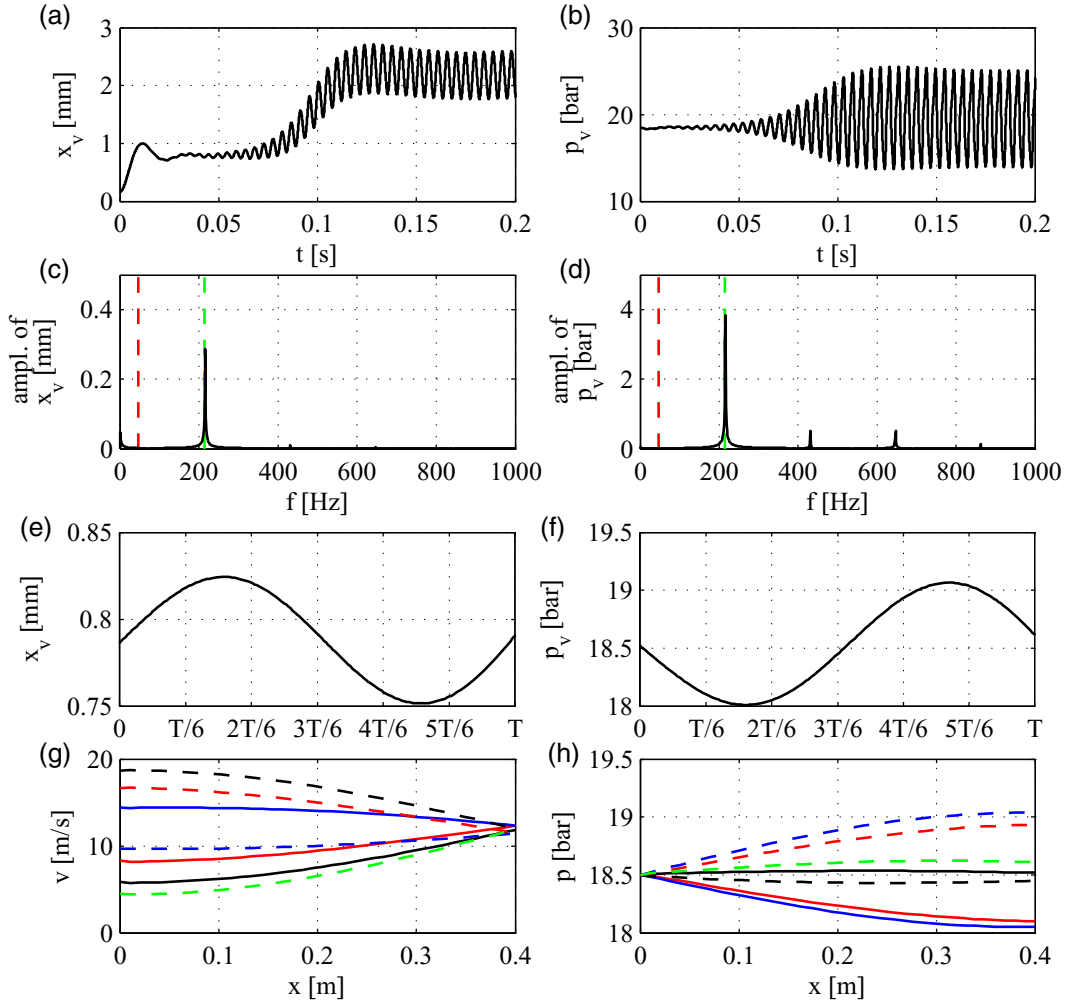 (a)
3
2
1
0
x_v [mm]
0 0.05 0.1 0.15 0.2
t [s]
(b)
30
20
10
p_v [bar]
0 0.05 0.1 0.15 0.2
t [s]
(c)
0.4
0.2
0
ampl. of
x_v [mm]
0 200 400 600 800 1000
f [Hz]
(d)
4
2
0
ampl. of
p_v [bar]
0 200 400 600 800 1000
f [Hz]
(e)
0.85
0.8
0.75
x_v [mm]
0 T/6 2T/6 3T/6 4T/6 5T/6 T
(f)
19.5
19
18.5
18
p_v [bar]
0 T/6 2T/6 3T/6 4T/6 5T/6 T
(g)
20
10
0
v [m/s]
0 0.1 0.2 0.3 0.4
x [m]
(h)
19.5
19
18.5
18
p [bar]
0 0.1 0.2 0.3 0.4
x [m]